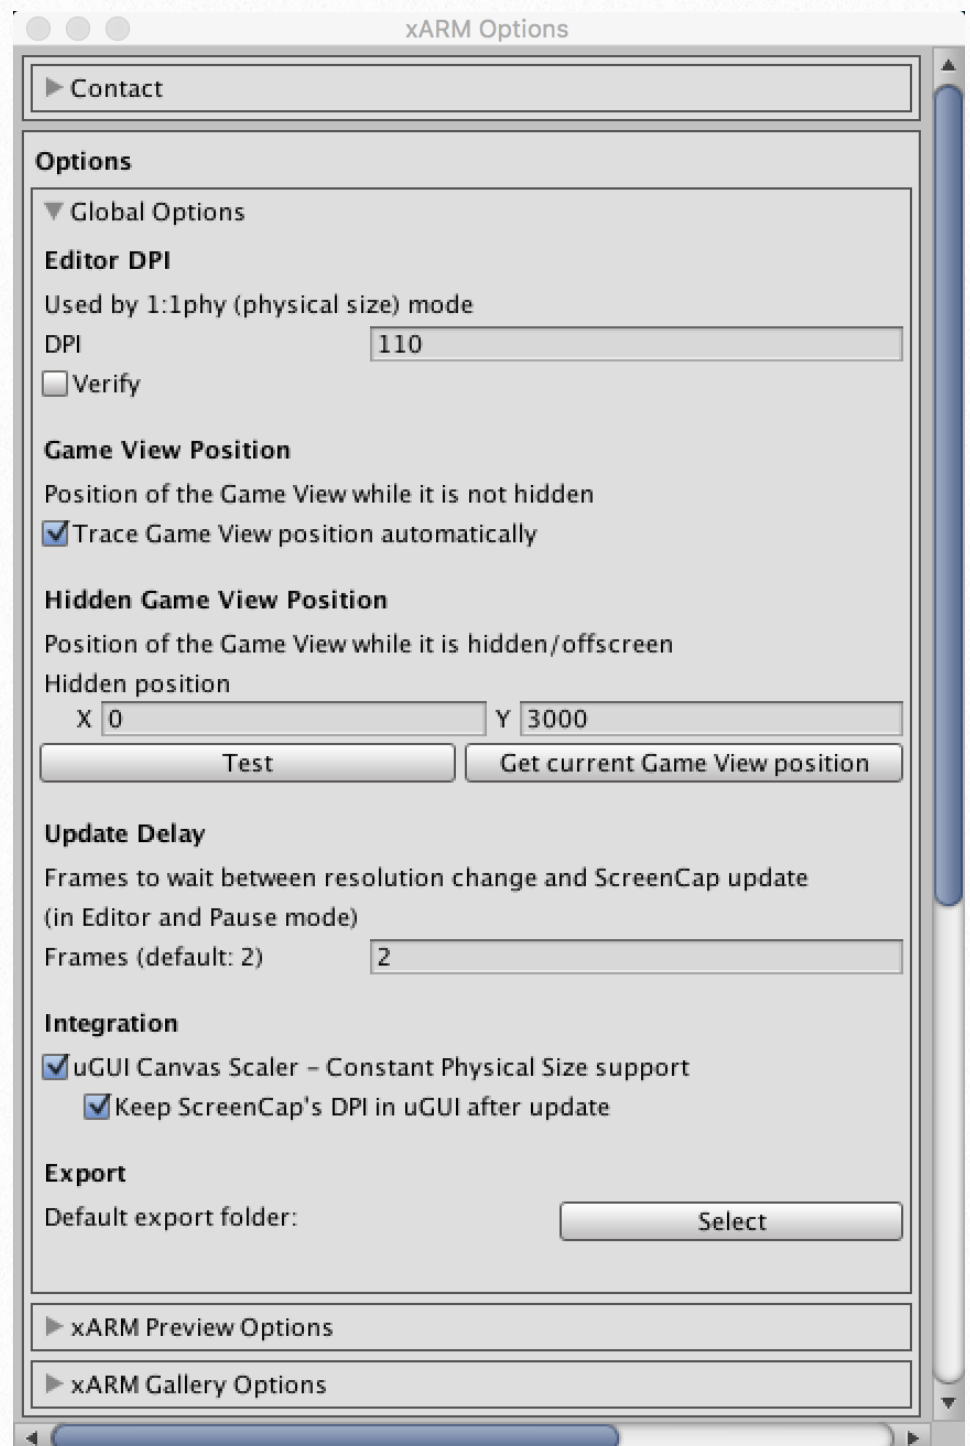 xARM Options
Contact
Options
Global Options
Editor DPI
Used by 1:1phy (physical size) mode
DPI 110
Verify
Game View Position
Position of the Game View while it is not hidden
Trace Game View position automatically
Hidden Game View Position
Position of the Game View while it is hidden/offscreen
Hidden position
X 0 Y 3000
Test Get current Game View position
Update Delay
Frames to wait between resolution change and ScreenCap update
(in Editor and Pause mode)
Frames (default: 2) 2
Integration
uGUI Canvas Scaler – Constant Physical Size support
Keep ScreenCap's DPI in uGUI after update
Export
Default export folder: Select
xARM Preview Options
xARM Gallery Options